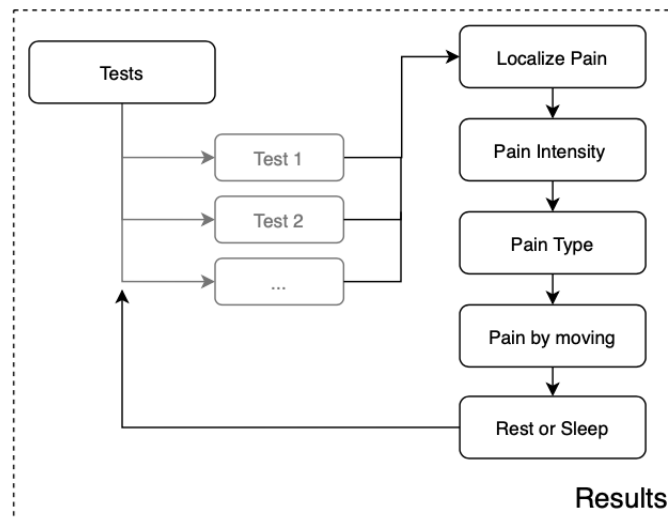 Tests
Test 1
Test 2
...
Localize Pain
Pain Intensity
Pain Type
Pain by moving
Rest or Sleep
Results